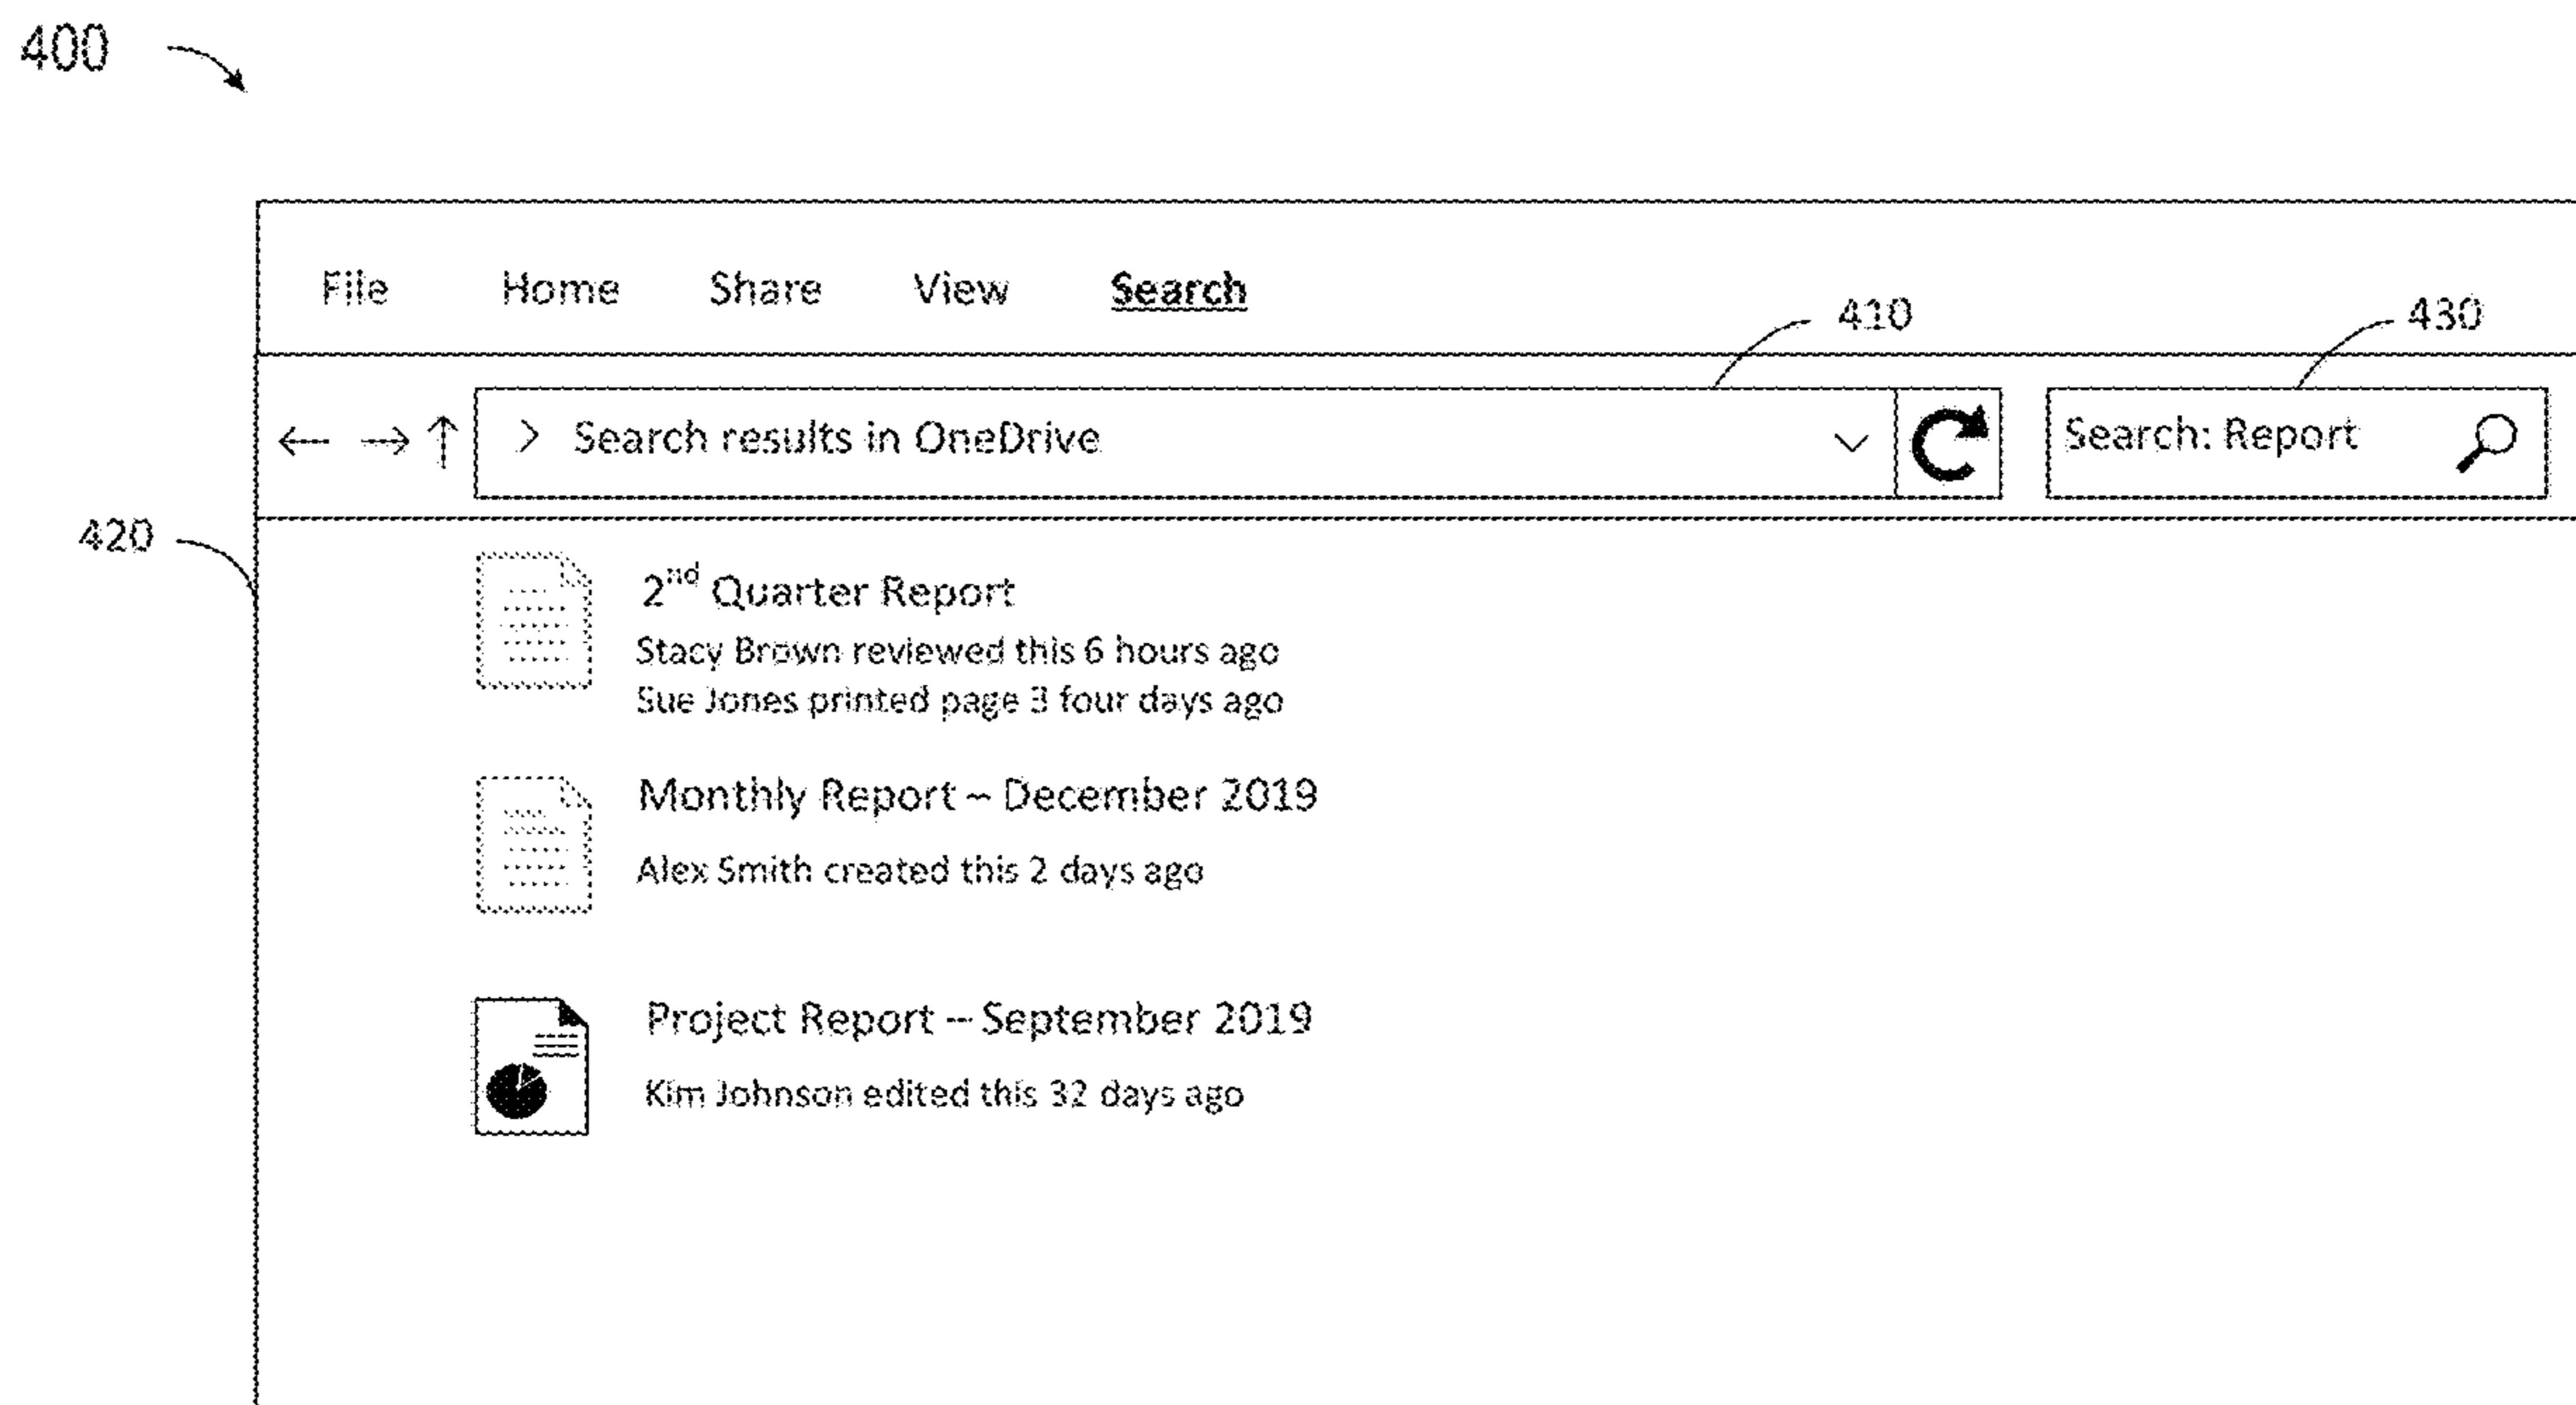 400
File Home Share View Search
410
430
Search results in OneDrive
Search: Report
420
2nd Quarter Report
Stacy Brown reviewed this 6 hours ago
Sue Jones printed page 3 four days ago
Monthly Report – December 2019
Alex Smith created this 2 days ago
Project Report – September 2019
Kim Johnson edited this 32 days ago